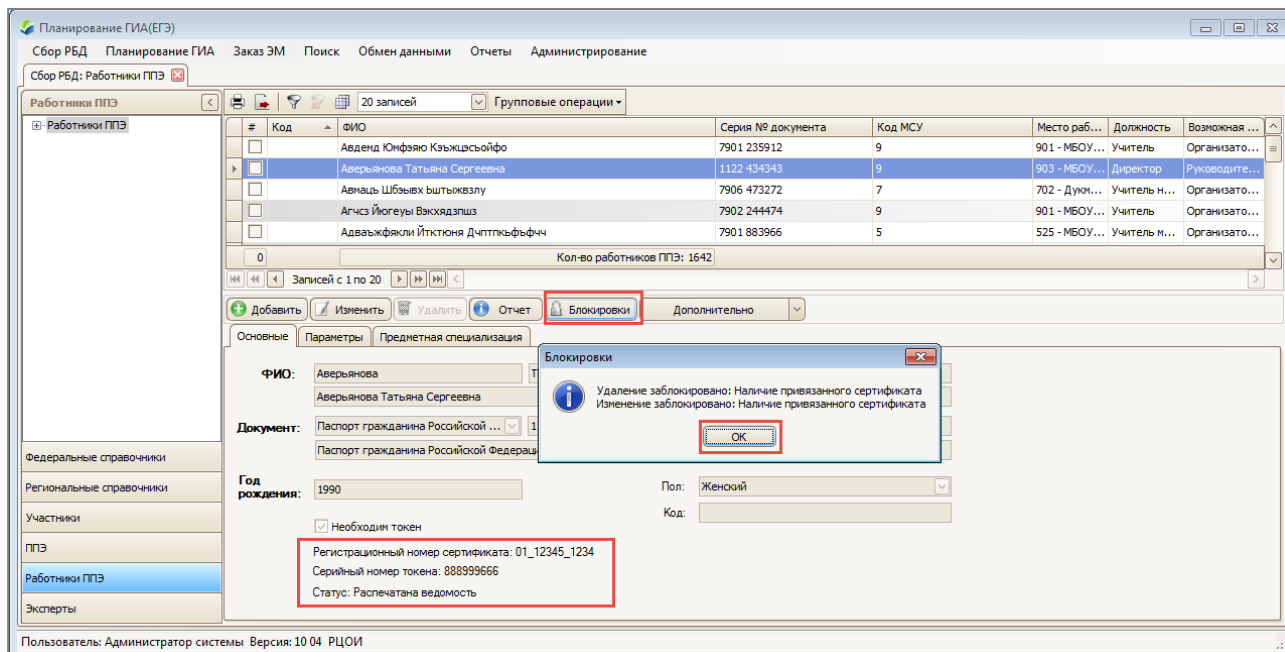 Планирование ГИА(ЕГЭ)
Сбор РБД Планирование ГИА Заказ ЭМ Поиск Обмен данными Отчеты Администрирование
Сбор РБД: Работники ППЭ
Работники ППЭ
20 записей Групповые операции
Работники ППЭ
# Код ФИО Серия № документа Код МСУ Место раб... Должность Возможная ...
Авдемд Юмфэяю Кэъжцэсъойфо 7901 235912 9 901 - МБОУ... Учитель Организато...
Аверьянова Татьяна Сергеевна 1122 434343 9 903 - МБОУ... Директор Руководите...
Авмаць Шбэывх Ьштыжвзлу 7906 473272 7 702 - Дукм... Учитель н... Организато...
Агчсз Йюгеуы Вэкхядзпшз 7902 244474 9 901 - МБОУ... Учитель Организато...
Адваъжфякли Йтктюня Дчптпкьфъфчч 7901 883966 5 525 - МБОУ... Учитель м... Организато...
0 Кол-во работников ППЭ: 1642
Записей с 1 по 20
Добавить Изменить Удалить Отчет Блокировки Дополнительно
Основные Параметры Предметная специализация
Блокировки
Удаление заблокировано: Наличие привязанного сертификата
Изменение заблокировано: Наличие привязанного сертификата
OK
ФИО: Аверьянова
Аверьянова Татьяна Сергеевна
Документ: Паспорт гражданина Российской ... 1
Паспорт гражданина Российской Федерац
Год рождения: 1990 Пол: Женский
Код:
Необходим токен
Регистрационный номер сертификата: 01_12345_1234
Серийный номер токена: 888999666
Статус: Распечатана ведомость
Федеральные справочники
Региональные справочники
Участники
ППЭ
Работники ППЭ
Эксперты
Пользователь: Администратор системы Версия: 10 04 РЦОИ